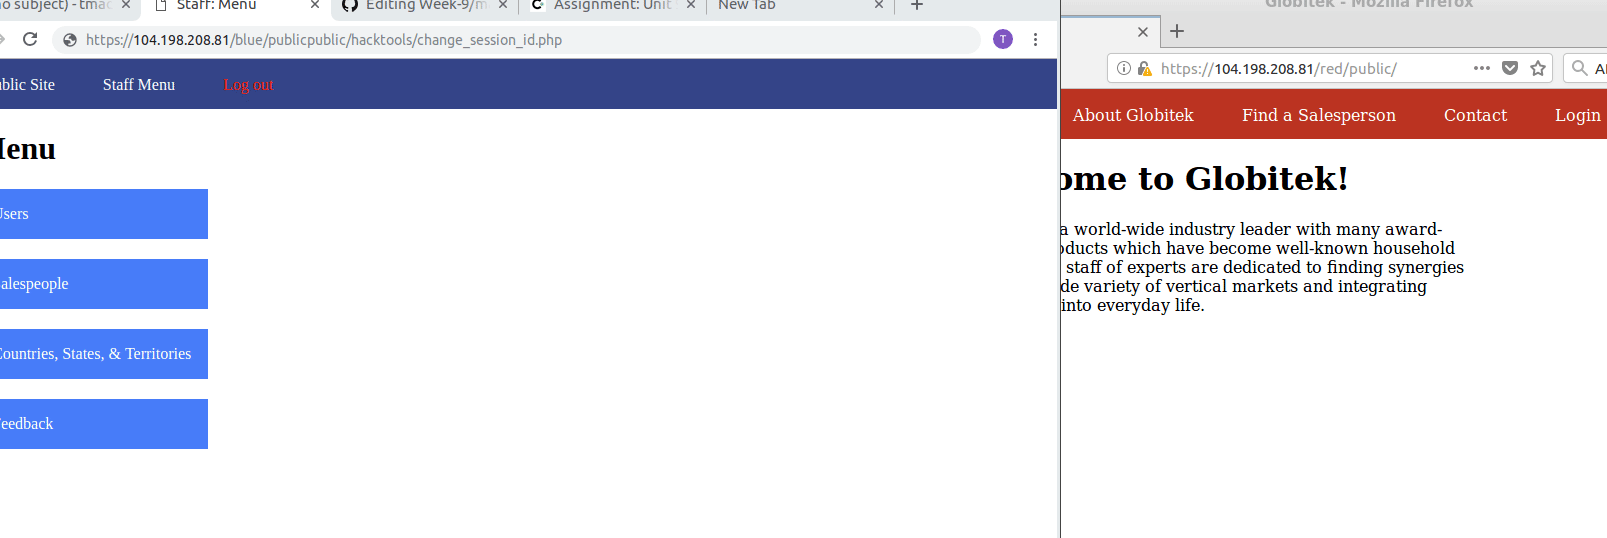 o subject) - tmac
Staff: Menu
Editing Week-9/m
Assignment: Unit
New Tab
https://104.198.208.81/blue/publicpublic/hacktools/change_session_id.php
T
blic Site
Staff Menu
Log out
Menu
Users
alespeople
Countries, States, & Territories
eedback
Globitek - Mozilla Firefox
https://104.198.208.81/red/public/
A
About Globitek
Find a Salesperson
Contact
Login
ome to Globitek!
a world-wide industry leader with many award-
oducts which have become well-known household
staff of experts are dedicated to finding synergies
de variety of vertical markets and integrating
into everyday life.